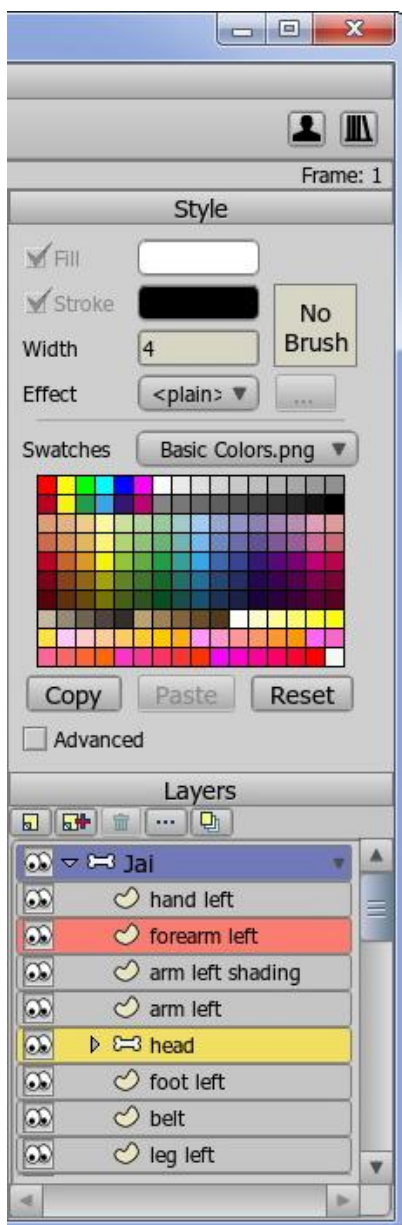 Frame: 1
Style
Fill
Stroke
No
Brush
Width 4
Effect <plain> ...
Swatches Basic Colors.png
Copy Paste Reset
Advanced
Layers
Jai
hand left
forearm left
arm left shading
arm left
head
foot left
belt
leg left